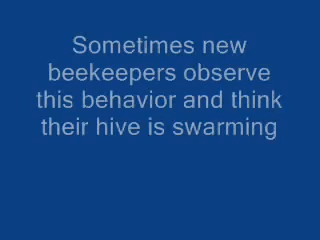 Sometimes new
beekeepers observe
this behavior and think
their hive is swarming